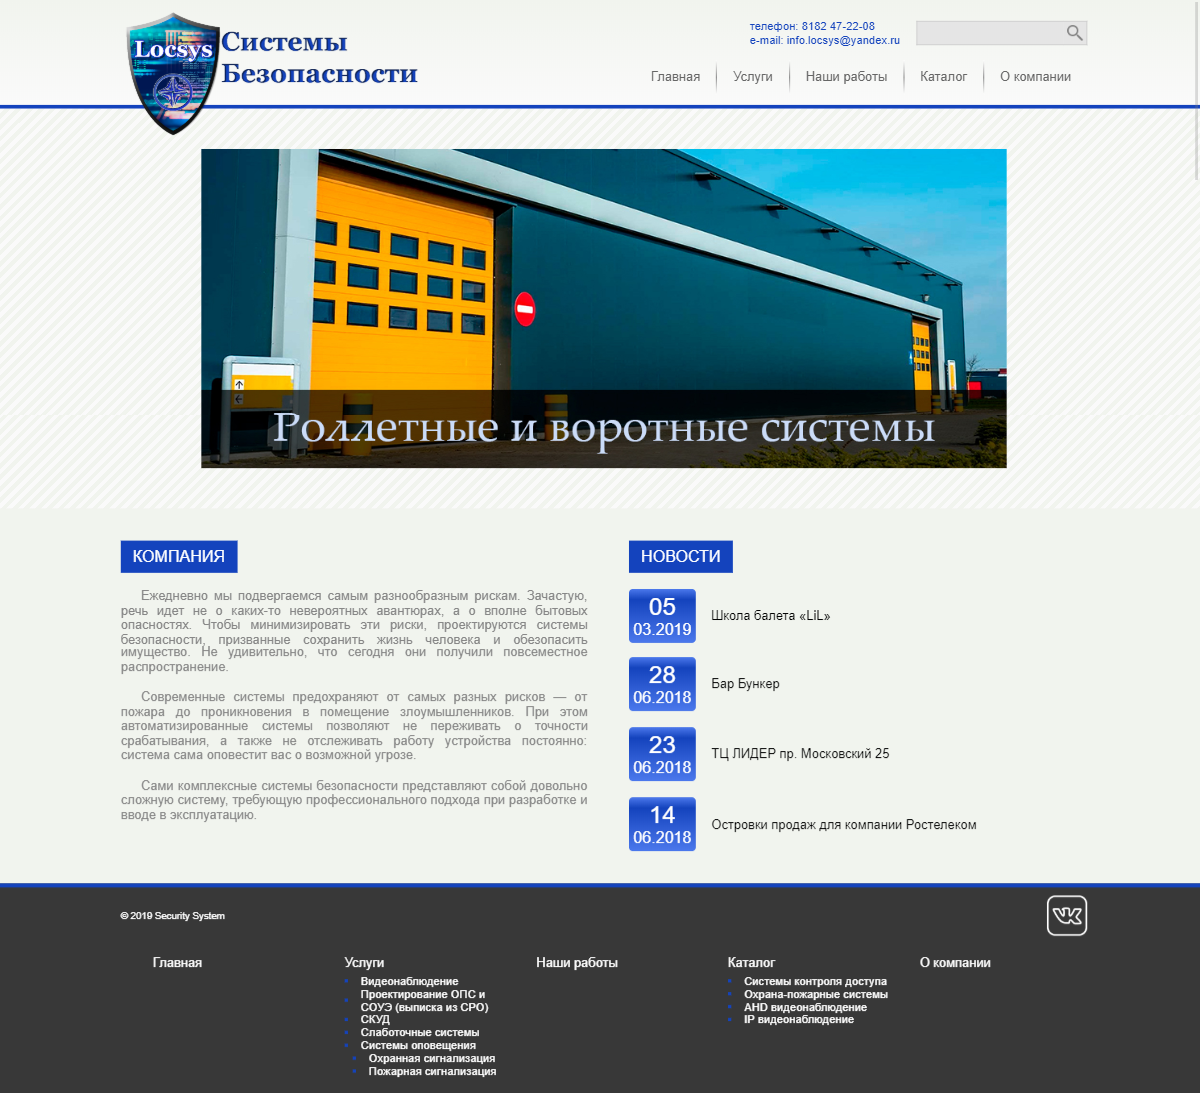 Locsys
Системы
Безопасности
телефон: 8182 47-22-08
e-mail: info.locsys@yandex.ru
Главная
Услуги
Наши работы
Каталог
О компании
Роллетные и воротные системы
КОМПАНИЯ
Ежедневно мы подвергаемся самым разнообразным рискам. Зачастую,
речь идет не о каких-то невероятных авантюрах, а о вполне бытовых
опасностях. Чтобы минимизировать эти риски, проектируются системы
безопасности, призванные сохранить жизнь человека и обезопасить
имущество. Не удивительно, что сегодня они получили повсеместное
распространение.
Современные системы предохраняют от самых разных рисков — от
пожара до проникновения в помещение злоумышленников. При этом
автоматизированные системы позволяют не переживать о точности
срабатывания, а также не отслеживать работу устройства постоянно:
система сама оповестит вас о возможной угрозе.
Сами комплексные системы безопасности представляют собой довольно
сложную систему, требующую профессионального подхода при разработке и
вводе в эксплуатацию.
НОВОСТИ
05
03.2019
Школа балета «LiL»
28
06.2018
Бар Бункер
23
06.2018
ТЦ ЛИДЕР пр. Московский 25
14
06.2018
Островки продаж для компании Ростелеком
© 2019 Security System
Главная
Услуги
Видеонаблюдение
Проектирование ОПС и
СОУЭ (выписка из СРО)
СКУД
Слаботочные системы
Системы оповещения
Охранная сигнализация
Пожарная сигнализация
Наши работы
Каталог
Системы контроля доступа
Охрана-пожарные системы
AHD видеонаблюдение
IP видеонаблюдение
О компании